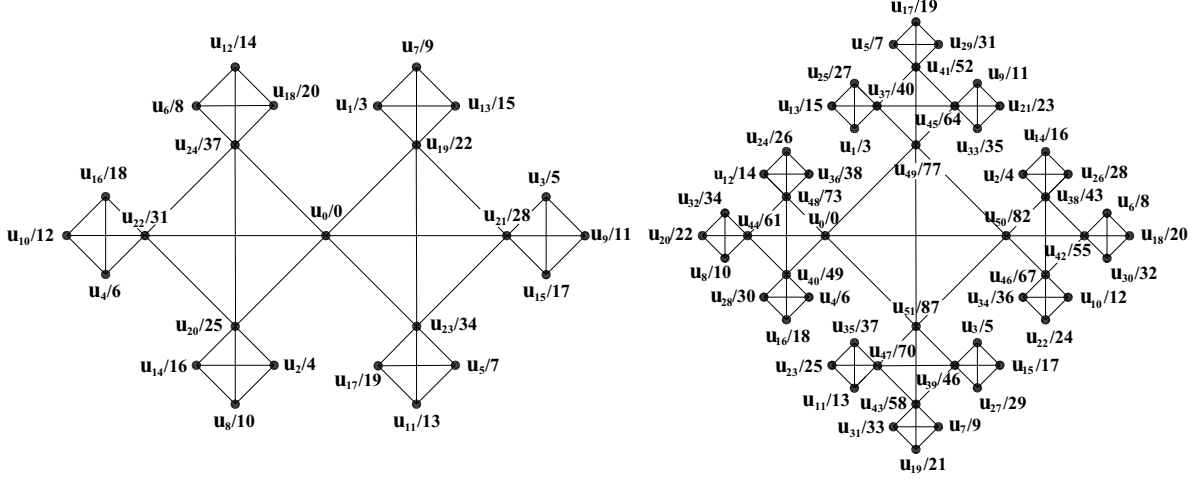 u₁₂/14
u₇/9
u₁₈/20
u₆/8
u₁/3
u₁₃/15
u₂₄/37
u₁₉/22
u₁₆/18
u₃/5
u₂₂/31
u₀/0
u₂₁/28
u₁₀/12
u₉/11
u₄/6
u₁₅/17
u₂₀/25
u₂₃/34
u₁₄/16
u₂/4
u₁₇/19
u₅/7
u₈/10
u₁₁/13
u₁₇/19
u₅/7
u₂₉/31
u₄₁/52
u₂₅/27
u₉/11
u₃₇/40
u₁₃/15
u₂₁/23
u₄₅/64
u₁/3
u₃₃/35
u₂₄/26
u₁₄/16
u₄₉/77
u₁₂/14
u₃₆/38
u₂/4
u₂₆/28
u₄₈/73
u₃₈/43
u₃₂/34
u₆/8
u₄₄/61
u₀/0
u₅₀/82
u₂₀/22
u₁₈/20
u₄₂/55
u₈/10
u₃₀/32
u₄₀/49
u₄₆/67
u₂₈/30
u₄/6
u₃₄/36
u₁₀/12
u₅₁/87
u₁₆/18
u₂₂/24
u₃₅/37
u₃/5
u₄₇/70
u₂₃/25
u₁₅/17
u₃₉/46
u₁₁/13
u₄₃/58
u₂₇/29
u₃₁/33
u₇/9
u₁₉/21